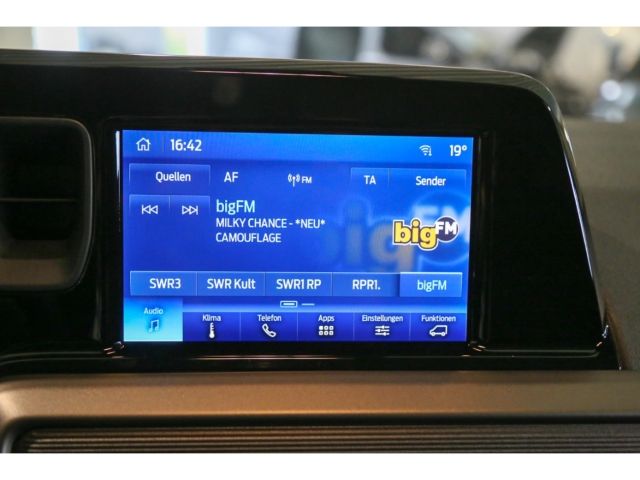 16:42
19°
Quellen AF FM TA Sender
bigFM
MILKY CHANCE - *NEU*
CAMOUFLAGE
bigFM
SWR3 SWR Kult SWR1 RP RPR1. bigFM
Audio Klima Telefon Apps Einstellungen Funktionen